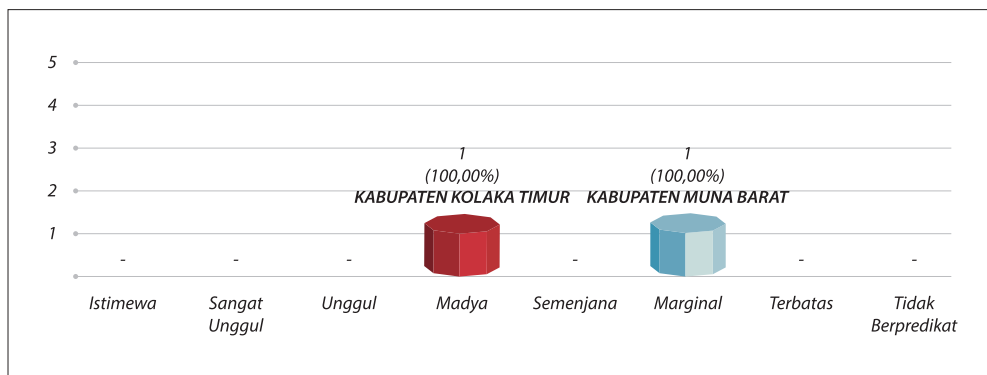 5
4
3
2
1
1
(100,00%)
KABUPATEN KOLAKA TIMUR
1
(100,00%)
KABUPATEN MUNA BARAT
-
-
-
-
-
-
Istimewa
Sangat
Unggul
Unggul
Madya
Semenjana
Marginal
Terbatas
Tidak
Berpredikat